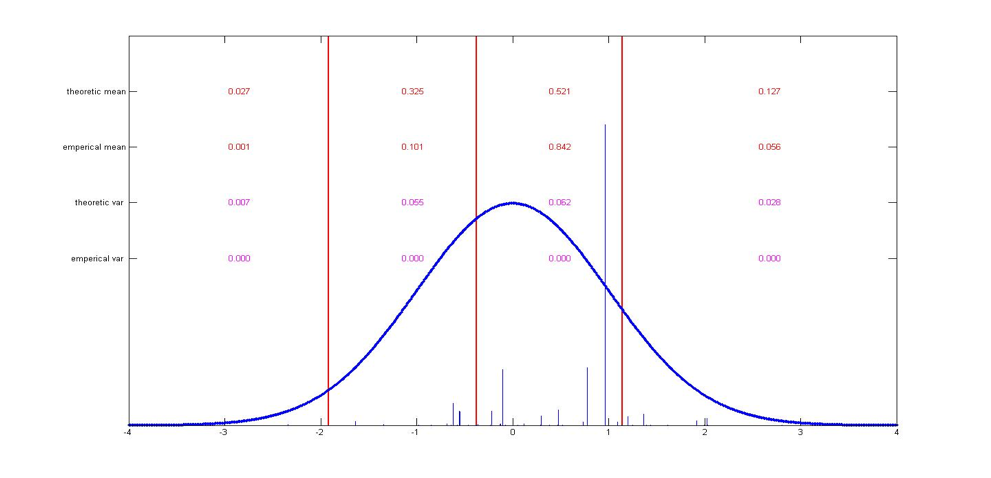 theoretic mean 0.027 0.325 0.521 0.127
emperical mean 0.001 0.101 0.842 0.056
theoretic var 0.007 0.055 0.062 0.028
emperical var 0.000 0.000 0.000 0.000
-4 -3 -2 -1 0 1 2 3 4